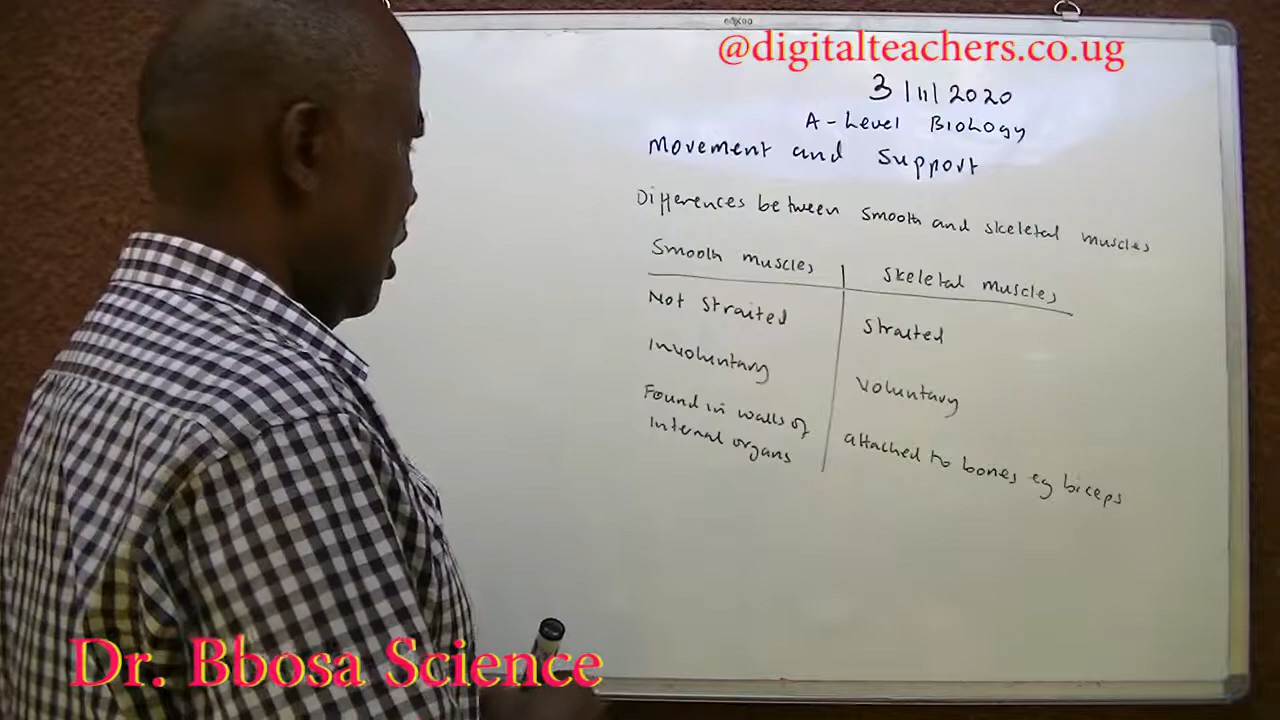 @digitalteachers.co.ug
3/11/2020
A-Level Biology
Movement and Support
Differences between smooth and skeletal muscles
Smooth muscles
Skeletal muscles
Not Straited
Straited
Involuntary
Voluntary
Found in walls of
Internal organs
attached to bones eg biceps
Dr. Bbosa Science